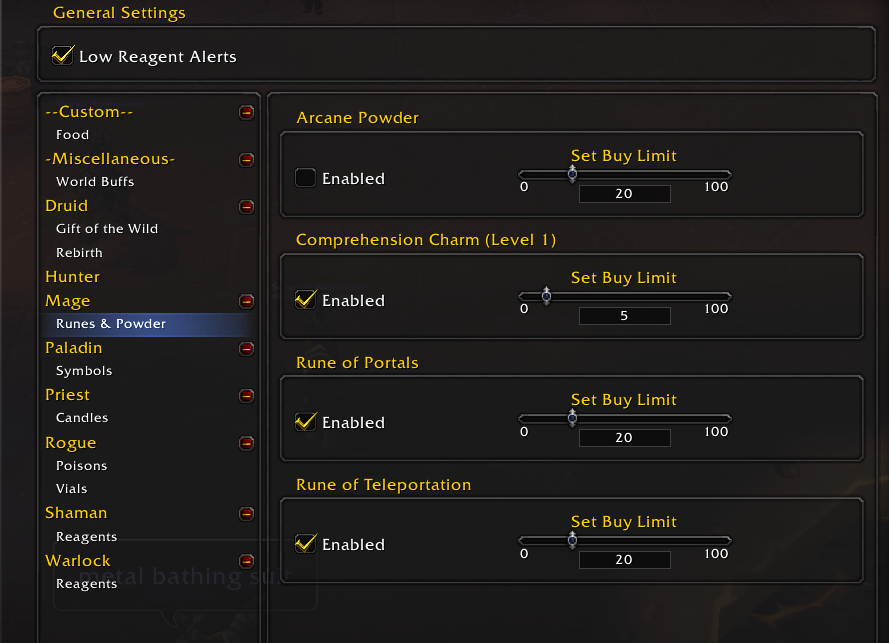 General Settings
Low Reagent Alerts
--Custom--
Food
-Miscellaneous-
World Buffs
Druid
Gift of the Wild
Rebirth
Hunter
Mage
Runes & Powder
Paladin
Symbols
Priest
Candles
Rogue
Poisons
Vials
Shaman
Reagents
Warlock
Reagents
metal bathing suit
Arcane Powder
Enabled
Set Buy Limit
0
20
100
Comprehension Charm (Level 1)
Enabled
Set Buy Limit
0
5
100
Rune of Portals
Enabled
Set Buy Limit
0
20
100
Rune of Teleportation
Enabled
Set Buy Limit
0
20
100